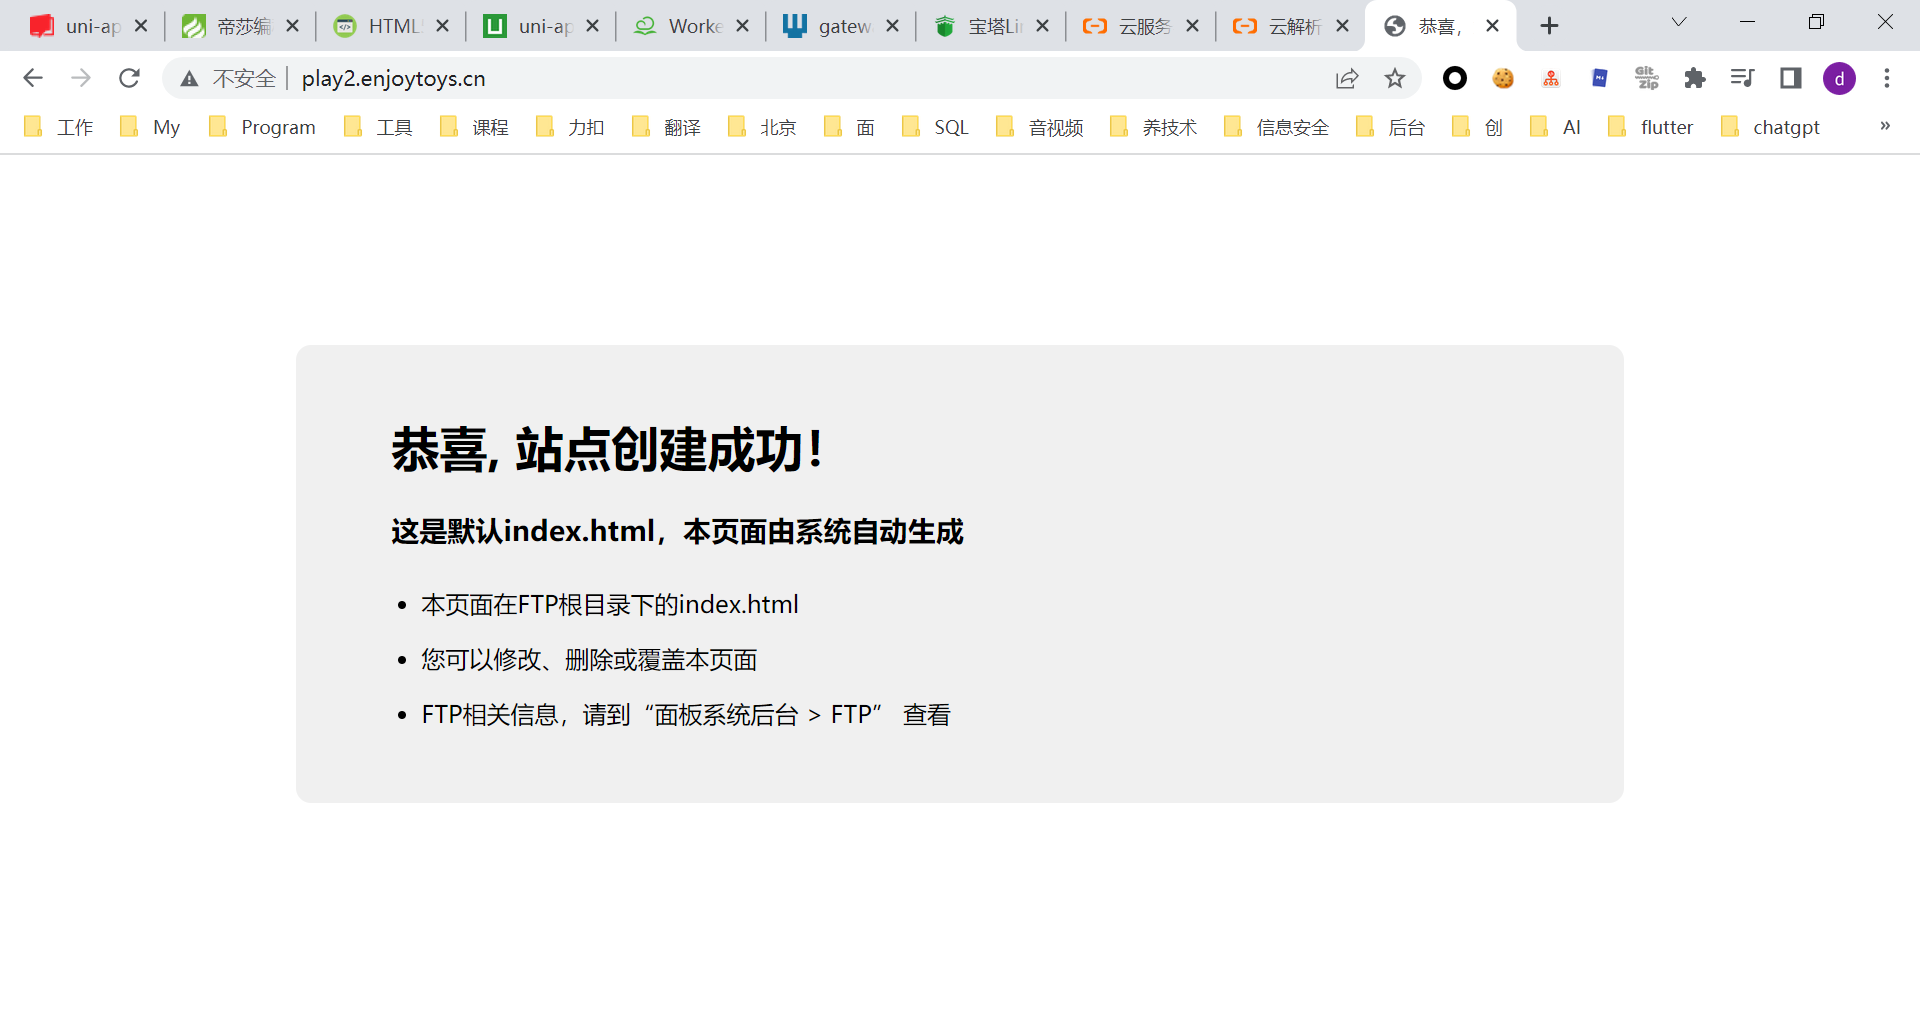 uni-ap
帝莎编
HTML
uni-ap
Worke
gatew
宝塔Li
云服务
云解析
恭喜，
不安全
play2.enjoytoys.cn
d
工作
My
Program
工具
课程
力扣
翻译
北京
面
SQL
音视频
养技术
信息安全
后台
创
AI
flutter
chatgpt
»
恭喜, 站点创建成功！
这是默认index.html，本页面由系统自动生成
• 本页面在FTP根目录下的index.html
• 您可以修改、删除或覆盖本页面
• FTP相关信息，请到“面板系统后台 > FTP” 查看